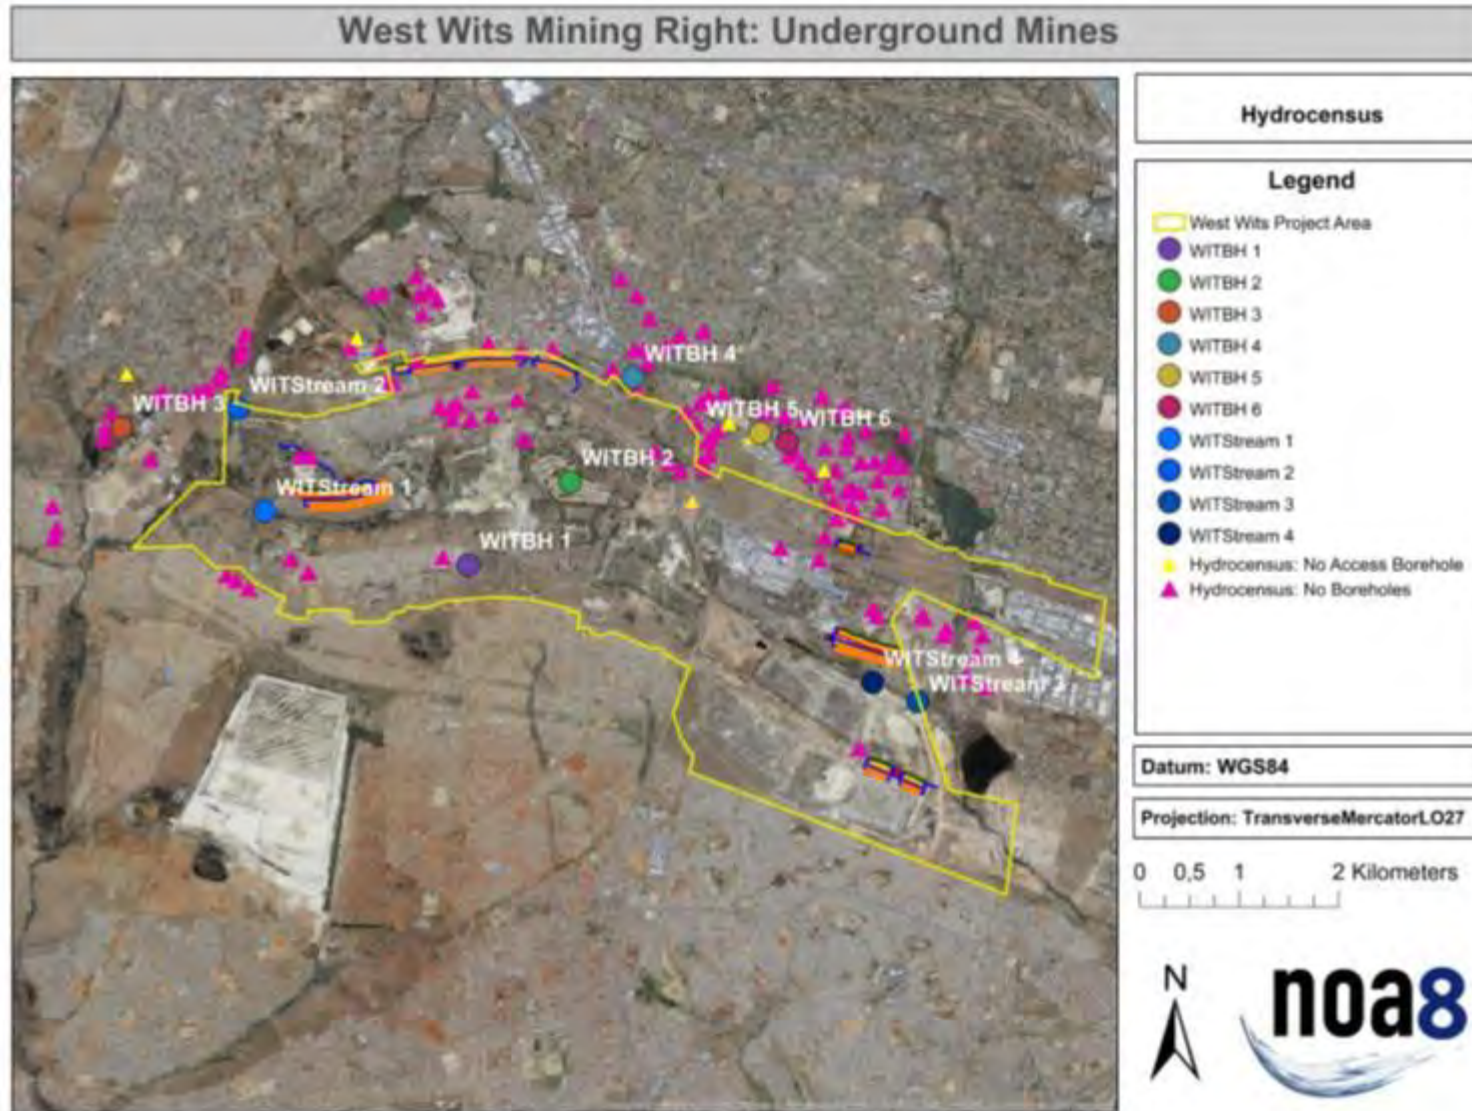 West Wits Mining Right: Underground Mines
Hydrocensus
Legend
West Wits Project Area
WITBH 1
WITBH 2
WITBH 3
WITBH 4
WITBH 5
WITBH 6
WITStream 1
WITStream 2
WITStream 3
WITStream 4
Hydrocensus: No Access Borehole
Hydrocensus: No Boreholes
WITBH 4
WITStream 2
WITBH 3
WITBH 5
WITBH 6
WITBH 2
WITStream 1
WITBH 1
WITStream 4
WITStream 3
Datum: WGS84
Projection: TransverseMercatorLO27
0 0,5 1 2 Kilometers
N
noa8